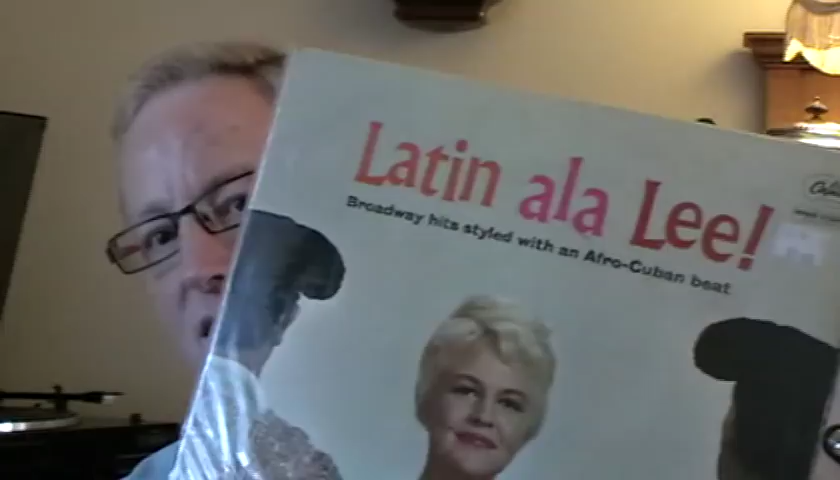 Latin ala Lee!
Broadway hits styled with an Afro-Cuban beat